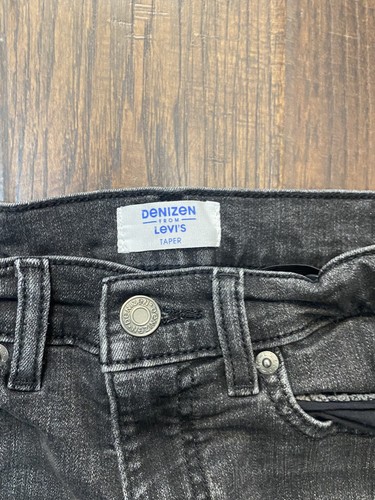 DENIZEN
FROM
LEVI'S
TAPER